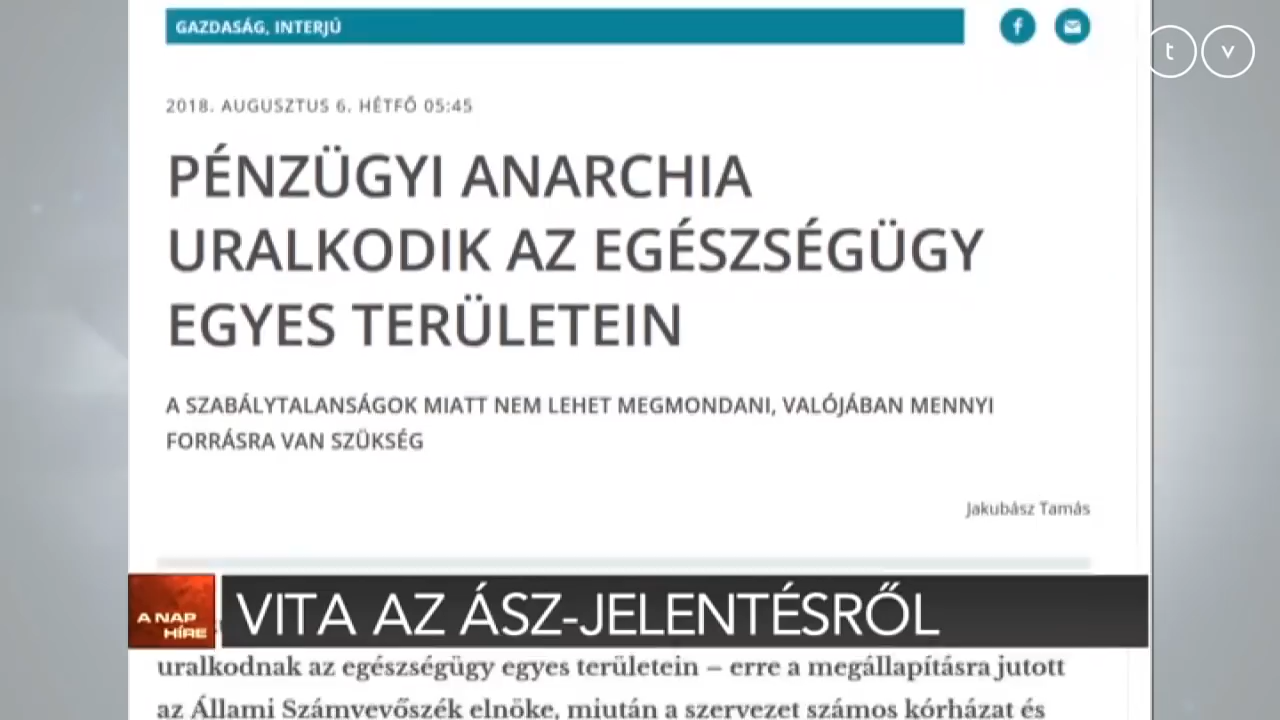 GAZDASÁG, INTERJÚ
t v
2018. AUGUSZTUS 6. HÉTFŐ 05:45
PÉNZÜGYI ANARCHIA
URALKODIK AZ EGÉSZSÉGÜGY
EGYES TERÜLETEIN
A SZABÁLYTALANSÁGOK MIATT NEM LEHET MEGMONDANI, VALÓJÁBAN MENNYI
FORRÁSRA VAN SZÜKSÉG
Jakubász Tamás
A NAP
HÍRE
VITA AZ ÁSZ-JELENTÉSRŐL
uralkodnak az egészségügy egyes területein – erre a megállapításra jutott
az Állami Számvevőszék elnöke, miután a szervezet számos kórházat és